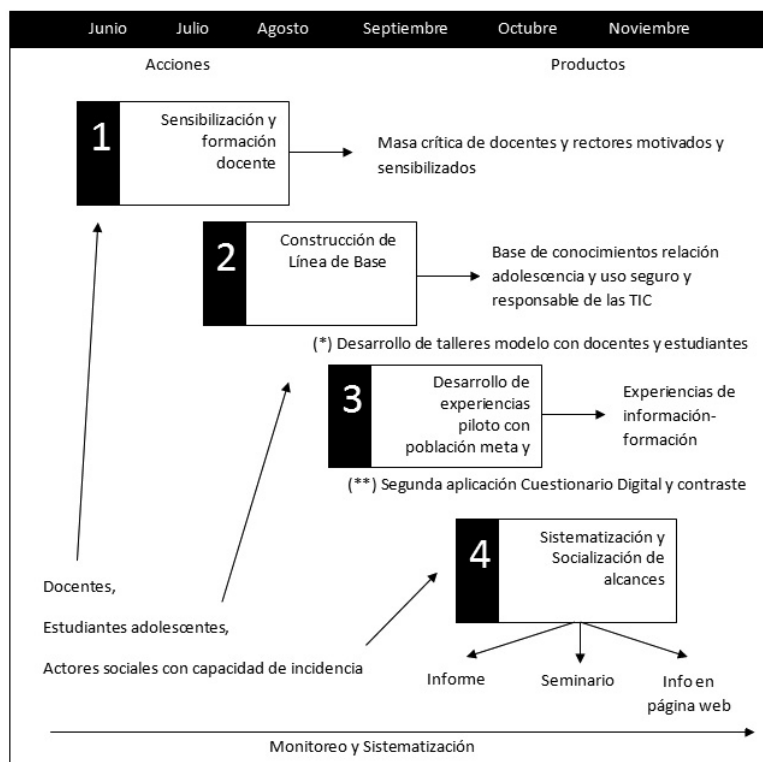 Junio Julio Agosto Septiembre Octubre Noviembre
Acciones Productos
1
Sensibilización y
formación
docente
Masa crítica de docentes y rectores motivados y
sensibilizados
2
Construcción de
Línea de Base
Base de conocimientos relación
adolescencia y uso seguro y
responsable de las TIC
(*) Desarrollo de talleres modelo con docentes y estudiantes
3
Desarrollo de
experiencias
piloto con
población meta y
Experiencias de
información-
formación
(**) Segunda aplicación Cuestionario Digital y contraste
4
Sistematización y
Socialización de
alcances
Docentes,
Estudiantes adolescentes,
Actores sociales con capacidad de incidencia
Informe
Seminario
Info en
página web
Monitoreo y Sistematización